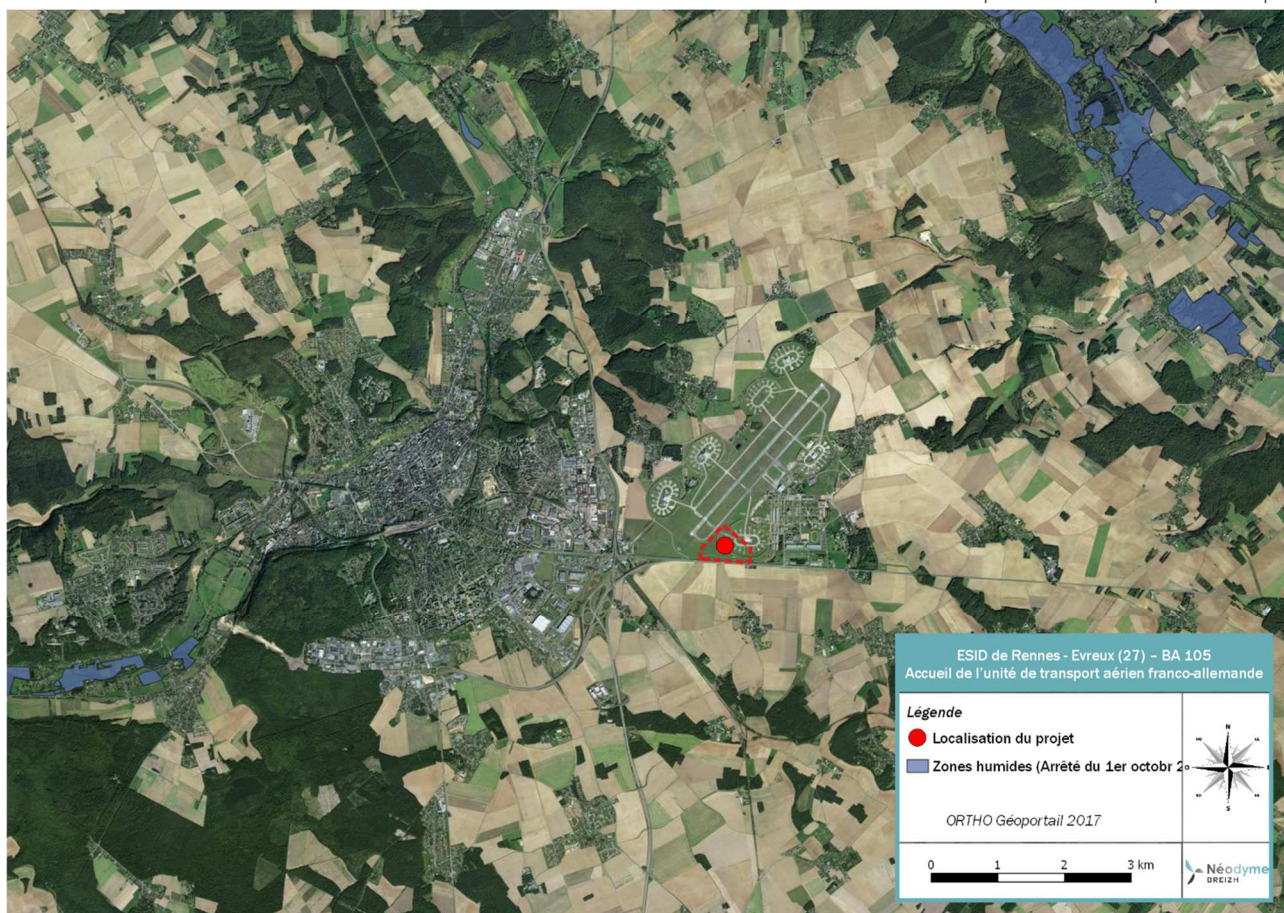 ESID de Rennes - Evreux (27) – BA 105
Accueil de l'unité de transport aérien franco-allemande
Légende
Localisation du projet
Zones humides (Arrêté du 1er octobr 2
ORTHO Géoportail 2017
0 1 2 3 km
N
O
E
S
Néodyme
BREIZH